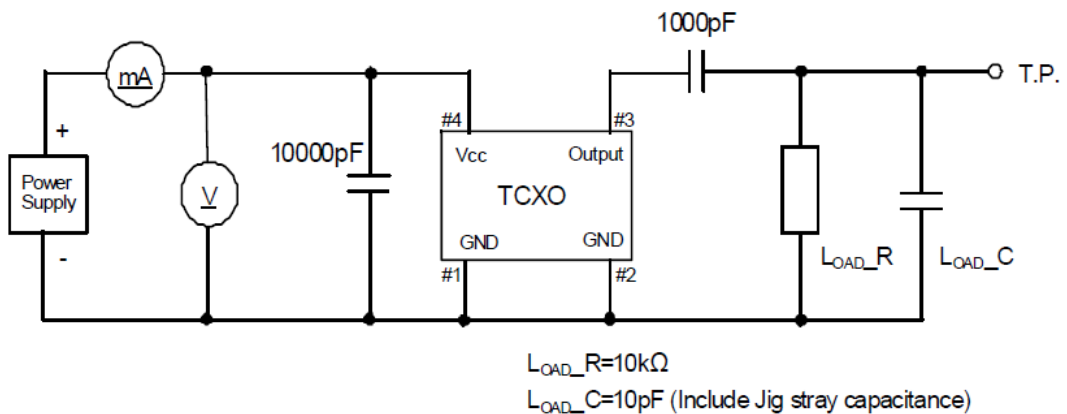 1000pF
T.P.
mA
+
#4
#3
10000pF
Vcc
Output
Power
Supply
V
TCXO
GND
GND
-
#1
#2
LOAD_R
LOAD_C
LOAD_R=10kΩ
LOAD_C=10pF (Include Jig stray capacitance)